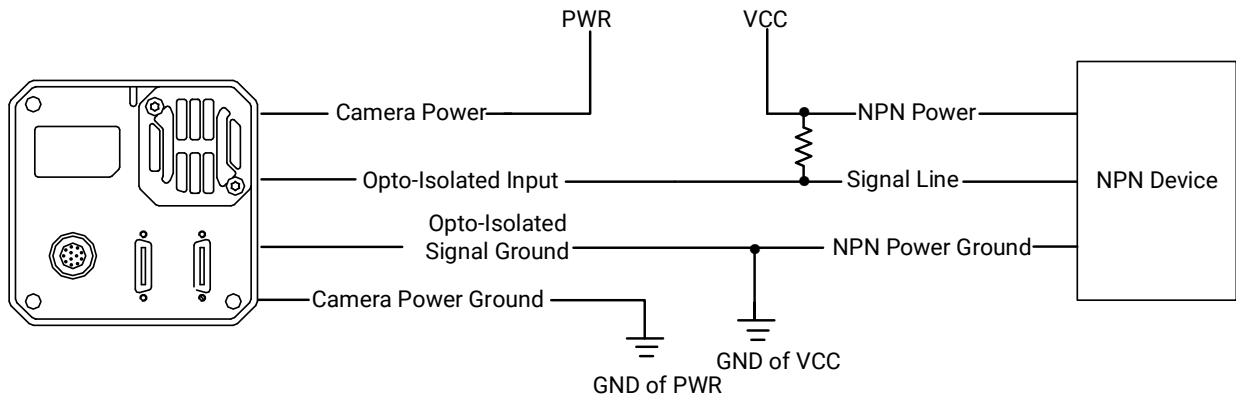 PWR
VCC
Camera Power
NPN Power
Opto-Isolated Input
Signal Line
NPN Device
Opto-Isolated
Signal Ground
NPN Power Ground
Camera Power Ground
GND of VCC
GND of PWR